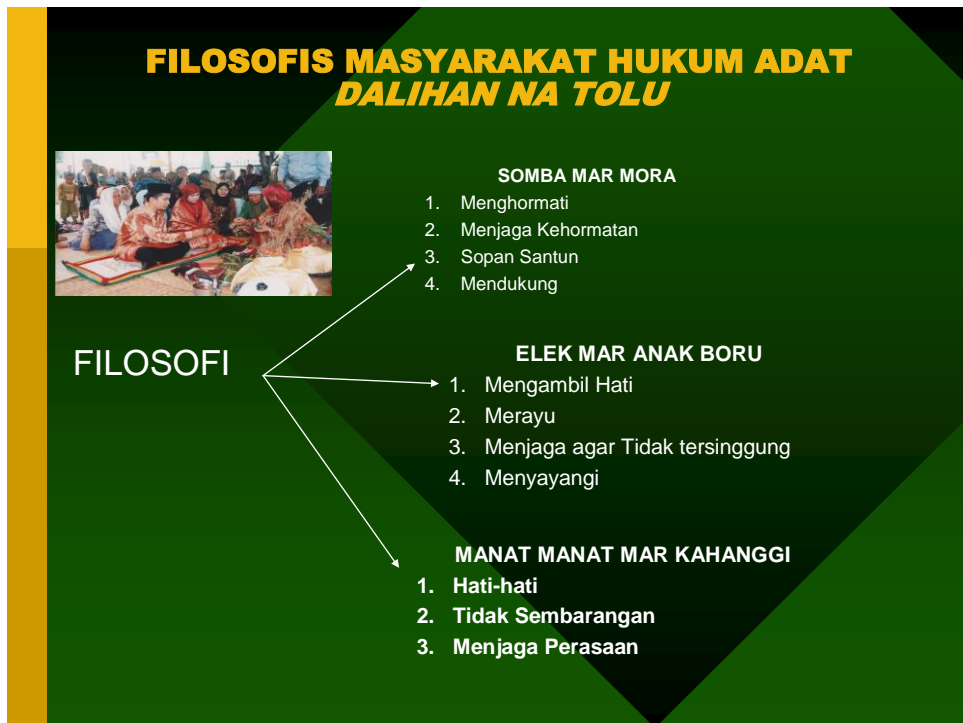 FILOSOFIS MASYARAKAT HUKUM ADAT
DALIHAN NA TOLU
SOMBA MAR MORA
1. Menghormati
2. Menjaga Kehormatan
3. Sopan Santun
4. Mendukung
FILOSOFI
ELEK MAR ANAK BORU
1. Mengambil Hati
2. Merayu
3. Menjaga agar Tidak tersinggung
4. Menyayangi
MANAT MANAT MAR KAHANGGI
1. Hati-hati
2. Tidak Sembarangan
3. Menjaga Perasaan